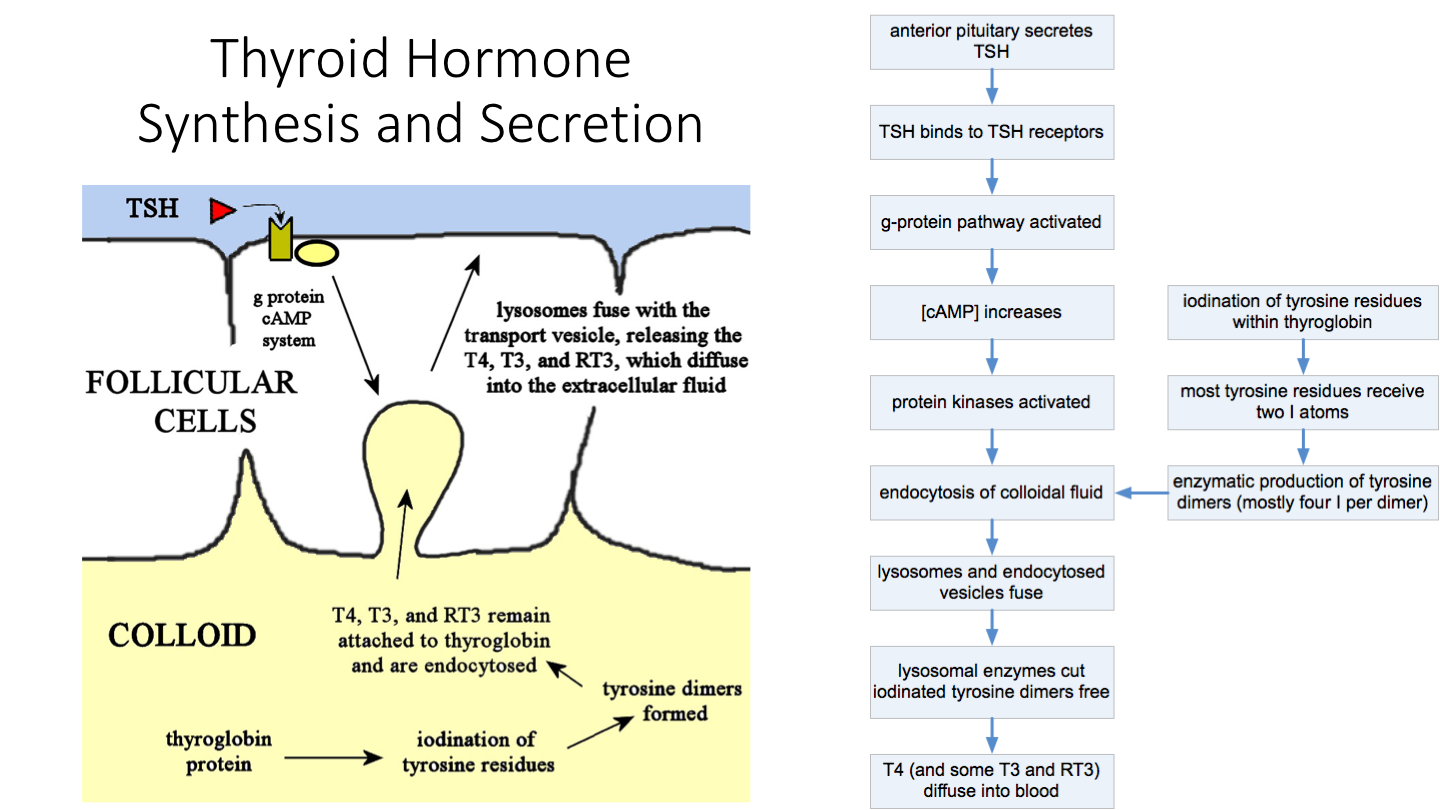 Thyroid Hormone
Synthesis and Secretion
TSH
g protein
cAMP
system
lysosomes fuse with the
transport vesicle, releasing the
T4, T3, and RT3, which diffuse
into the extracellular fluid
FOLLICULAR
CELLS
COLLOID
T4, T3, and RT3 remain
attached to thyroglobin
and are endocytosed
tyrosine dimers
formed
thyroglobin
protein
iodination of
tyrosine residues
anterior pituitary secretes
TSH
TSH binds to TSH receptors
g-protein pathway activated
[cAMP] increases
protein kinases activated
endocytosis of colloidal fluid
lysosomes and endocytosed
vesicles fuse
lysosomal enzymes cut
iodinated tyrosine dimers free
T4 (and some T3 and RT3)
diffuse into blood
iodination of tyrosine residues
within thyroglobin
most tyrosine residues receive
two I atoms
enzymatic production of tyrosine
dimers (mostly four I per dimer)